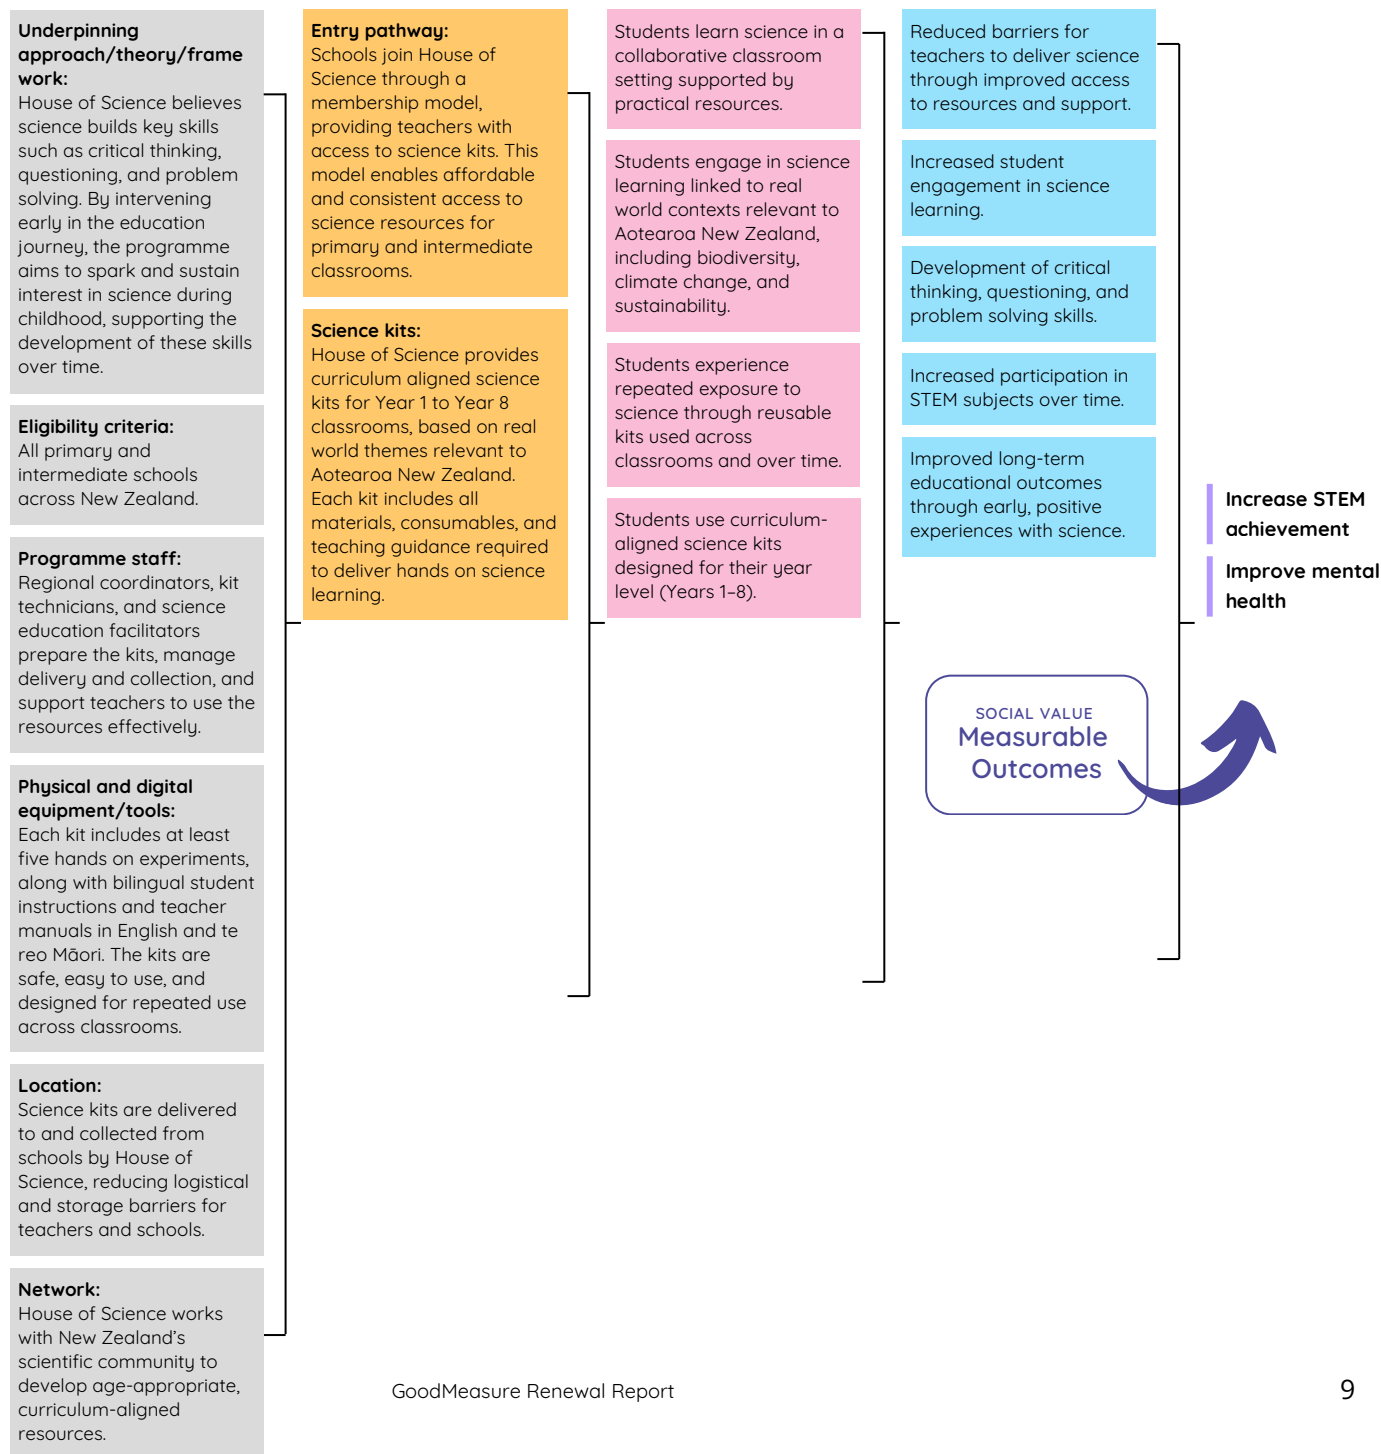 Underpinning
approach/theory/frame
work:
House of Science believes
science builds key skills
such as critical thinking,
questioning, and problem
solving. By intervening
early in the education
journey, the programme
aims to spark and sustain
interest in science during
childhood, supporting the
development of these skills
over time.
Eligibility criteria:
All primary and
intermediate schools
across New Zealand.
Programme staff:
Regional coordinators, kit
technicians, and science
education facilitators
prepare the kits, manage
delivery and collection, and
support teachers to use the
resources effectively.
Physical and digital
equipment/tools:
Each kit includes at least
five hands on experiments,
along with bilingual student
instructions and teacher
manuals in English and te
reo Māori. The kits are
safe, easy to use, and
designed for repeated use
across classrooms.
Location:
Science kits are delivered
to and collected from
schools by House of
Science, reducing logistical
and storage barriers for
teachers and schools.
Network:
House of Science works
with New Zealand's
scientific community to
develop age-appropriate,
curriculum-aligned
resources.
Entry pathway:
Schools join House of
Science through a
membership model,
providing teachers with
access to science kits. This
model enables affordable
and consistent access to
science resources for
primary and intermediate
classrooms.
Science kits:
House of Science provides
curriculum aligned science
kits for Year 1 to Year 8
classrooms, based on real
world themes relevant to
Aotearoa New Zealand.
Each kit includes all
materials, consumables, and
teaching guidance required
to deliver hands on science
learning.
Students learn science in a
collaborative classroom
setting supported by
practical resources.
Students engage in science
learning linked to real
world contexts relevant to
Aotearoa New Zealand,
including biodiversity,
climate change, and
sustainability.
Students experience
repeated exposure to
science through reusable
kits used across
classrooms and over time.
Students use curriculum-
aligned science kits
designed for their year
level (Years 1–8).
Reduced barriers for
teachers to deliver science
through improved access
to resources and support.
Increased student
engagement in science
learning.
Development of critical
thinking, questioning, and
problem solving skills.
Increased participation in
STEM subjects over time.
Improved long-term
educational outcomes
through early, positive
experiences with science.
SOCIAL VALUE
Measurable
Outcomes
Increase STEM
achievement
Improve mental
health
GoodMeasure Renewal Report
9